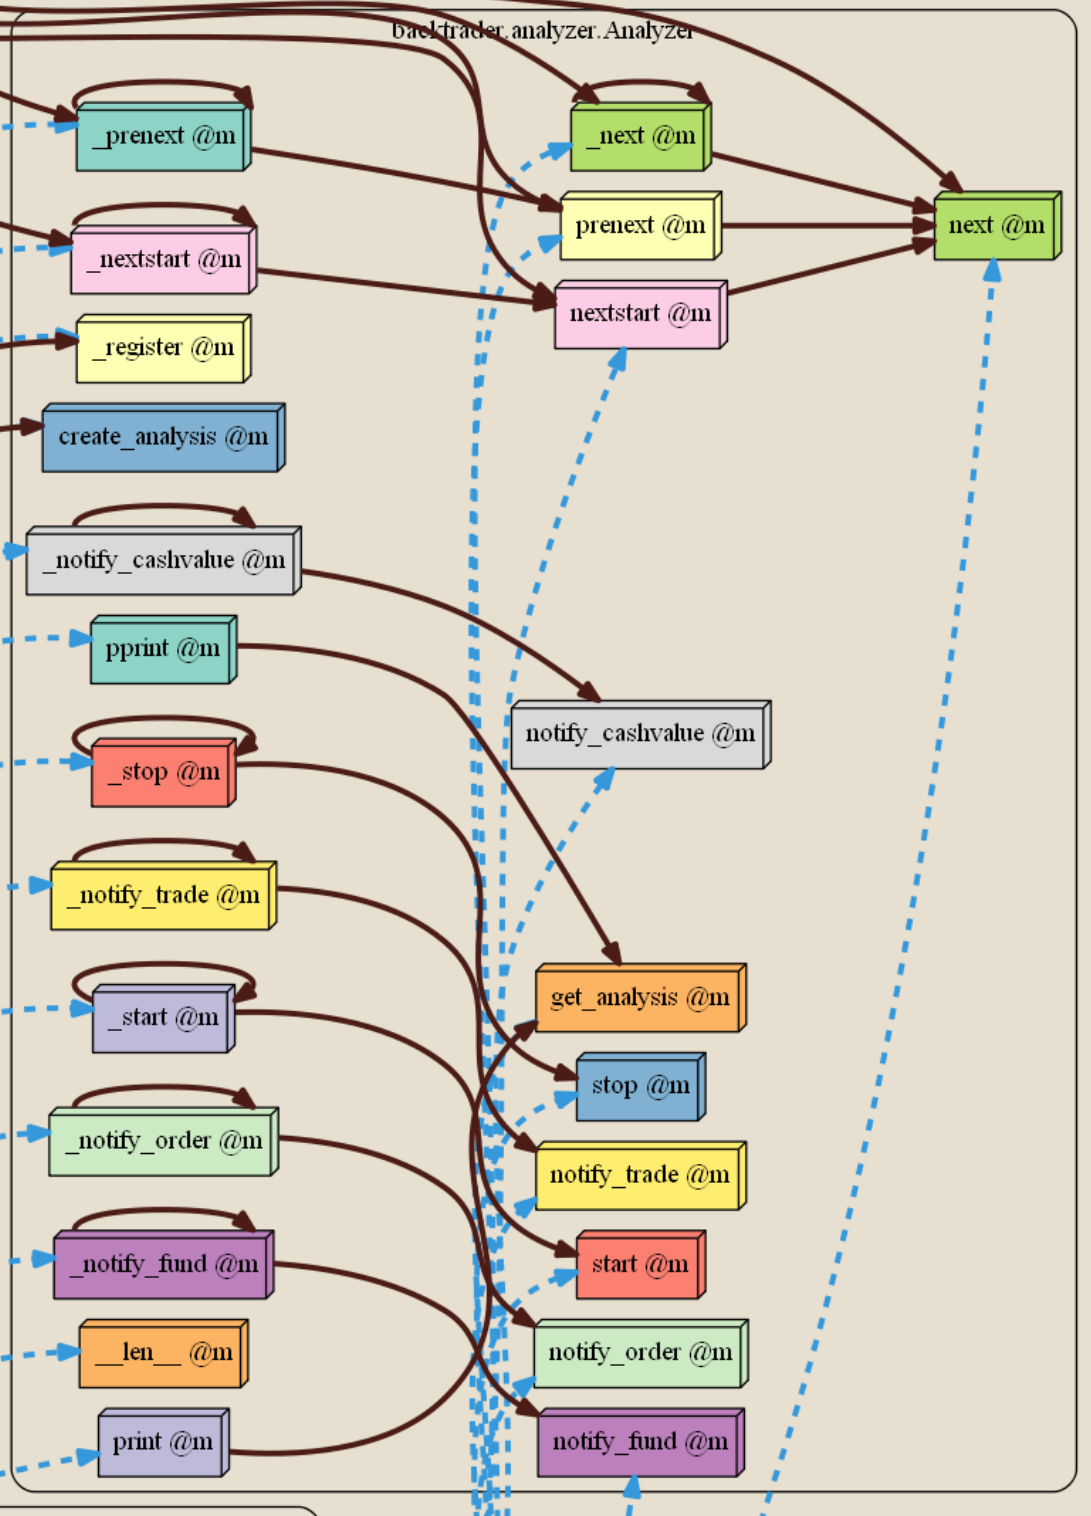 backtrader.analyzer.Analyzer
_prenext @m
_next @m
prenext @m
next @m
_nextstart @m
nextstart @m
_register @m
create_analysis @m
_notify_cashvalue @m
pprint @m
notify_cashvalue @m
_stop @m
_notify_trade @m
get_analysis @m
_start @m
stop @m
_notify_order @m
notify_trade @m
_notify_fund @m
start @m
__len__ @m
notify_order @m
print @m
notify_fund @m